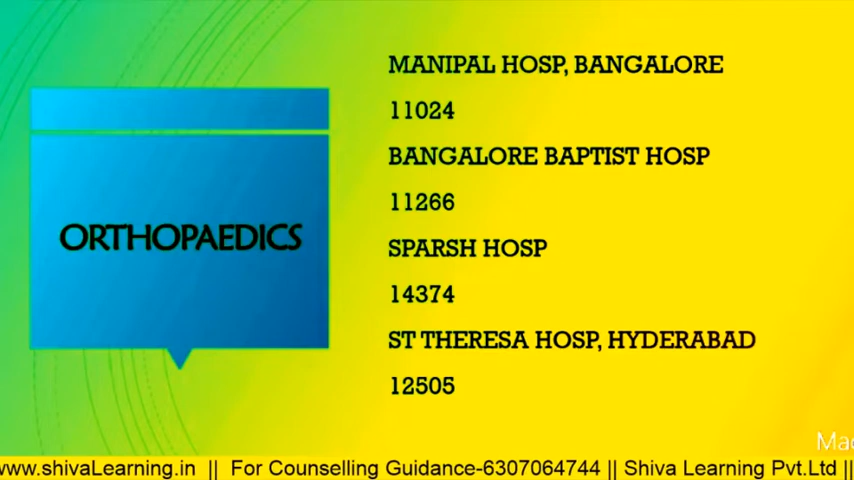 ORTHOPAEDICS
MANIPAL HOSP, BANGALORE
11024
BANGALORE BAPTIST HOSP
11266
SPARSH HOSP
14374
ST THERESA HOSP, HYDERABAD
12505
www.shivaLearning.in || For Counselling Guidance-6307064744 || Shiva Learning Pvt.Ltd ||